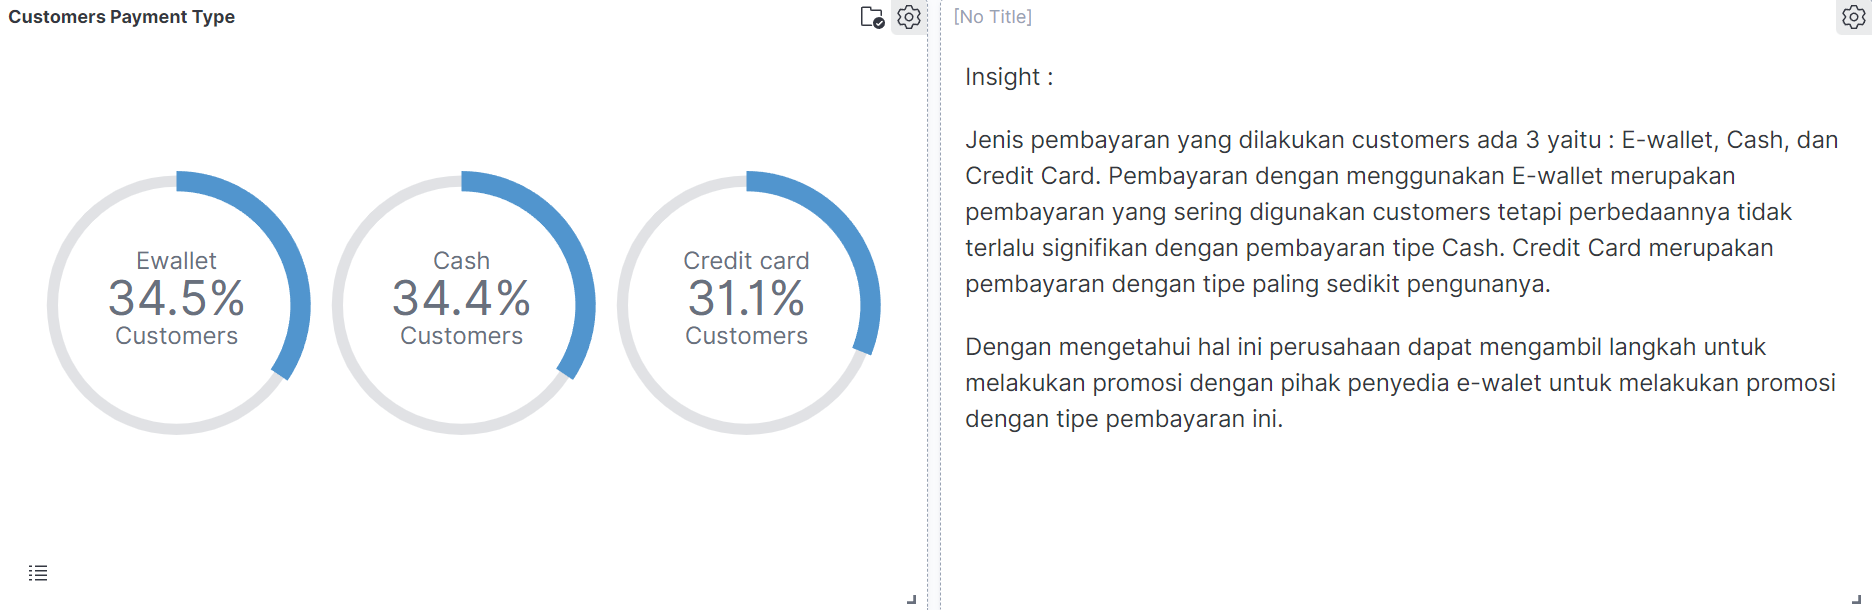 Customers Payment Type
Ewallet
34.5%
Customers
Cash
34.4%
Customers
Credit card
31.1%
Customers
[No Title]
Insight :
Jenis pembayaran yang dilakukan customers ada 3 yaitu : E-wallet, Cash, dan
Credit Card. Pembayaran dengan menggunakan E-wallet merupakan
pembayaran yang sering digunakan customers tetapi perbedaannya tidak
terlalu signifikan dengan pembayaran tipe Cash. Credit Card merupakan
pembayaran dengan tipe paling sedikit pengunanya.
Dengan mengetahui hal ini perusahaan dapat mengambil langkah untuk
melakukan promosi dengan pihak penyedia e-walet untuk melakukan promosi
dengan tipe pembayaran ini.